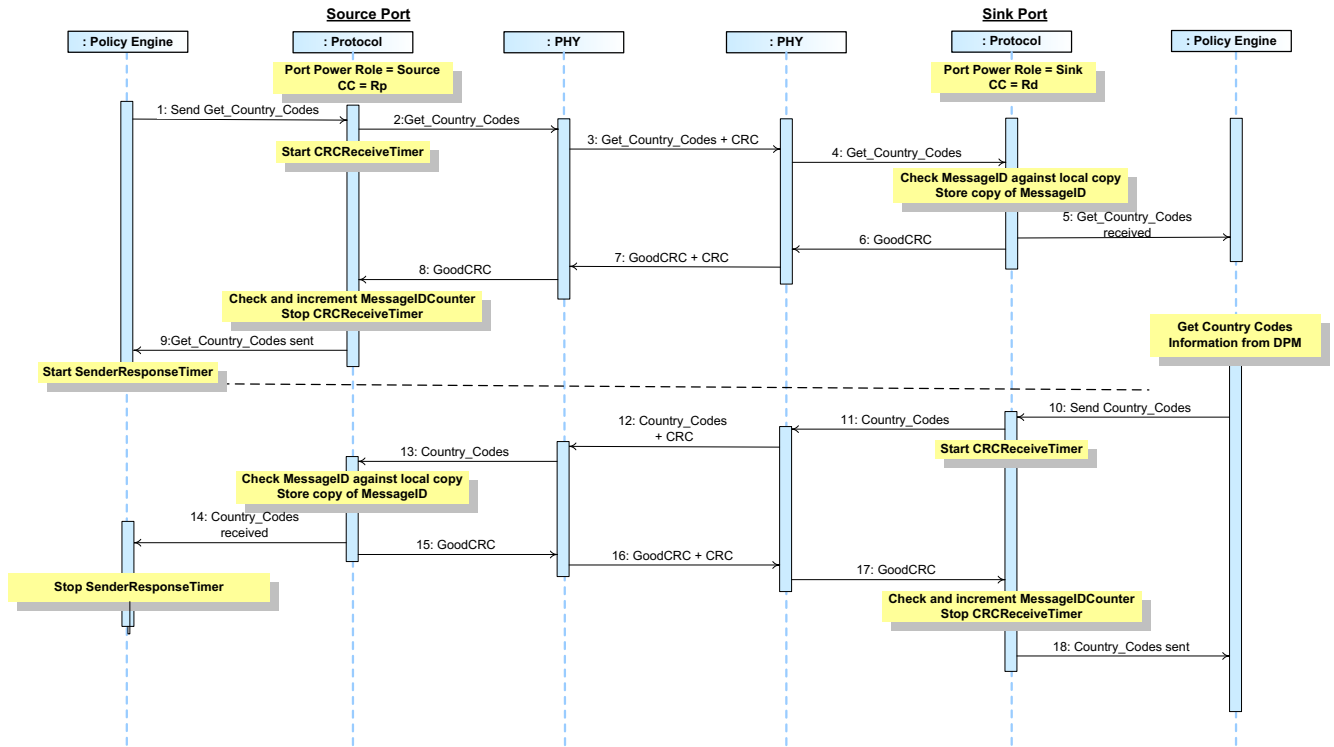 Source Port
Sink Port
: Policy Engine
: Protocol
: PHY
: PHY
: Protocol
: Policy Engine
Port Power Role = Source
CC = Rp
Port Power Role = Sink
CC = Rd
1: Send Get_Country_Codes
2:Get_Country_Codes
Start CRCReceiveTimer
3: Get_Country_Codes + CRC
4: Get_Country_Codes
Check MessageID against local copy
Store copy of MessageID
5: Get_Country_Codes
received
6: GoodCRC
7: GoodCRC + CRC
8: GoodCRC
Check and increment MessageIDCounter
Stop CRCReceiveTimer
9:Get_Country_Codes sent
Get Country Codes
Information from DPM
Start SenderResponseTimer
10: Send Country_Codes
11: Country_Codes
Start CRCReceiveTimer
12: Country_Codes
+ CRC
13: Country_Codes
Check MessageID against local copy
Store copy of MessageID
14: Country_Codes
received
15: GoodCRC
16: GoodCRC + CRC
17: GoodCRC
Stop SenderResponseTimer
Check and increment MessageIDCounter
Stop CRCReceiveTimer
18: Country_Codes sent